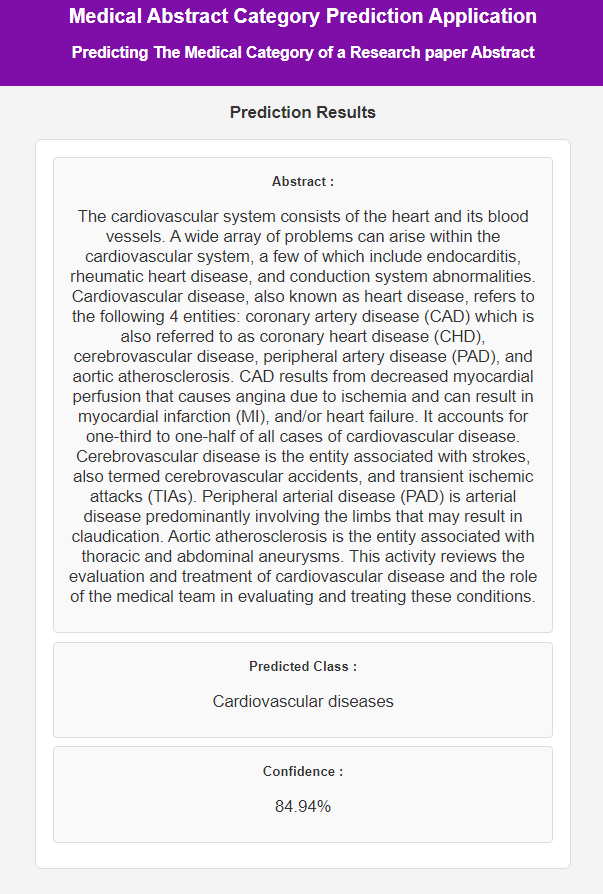 Medical Abstract Category Prediction Application
Predicting The Medical Category of a Research paper Abstract
Prediction Results
Abstract :
The cardiovascular system consists of the heart and its blood
vessels. A wide array of problems can arise within the
cardiovascular system, a few of which include endocarditis,
rheumatic heart disease, and conduction system abnormalities.
Cardiovascular disease, also known as heart disease, refers to
the following 4 entities: coronary artery disease (CAD) which is
also referred to as coronary heart disease (CHD),
cerebrovascular disease, peripheral artery disease (PAD), and
aortic atherosclerosis. CAD results from decreased myocardial
perfusion that causes angina due to ischemia and can result in
myocardial infarction (MI), and/or heart failure. It accounts for
one-third to one-half of all cases of cardiovascular disease.
Cerebrovascular disease is the entity associated with strokes,
also termed cerebrovascular accidents, and transient ischemic
attacks (TIAs). Peripheral arterial disease (PAD) is arterial
disease predominantly involving the limbs that may result in
claudication. Aortic atherosclerosis is the entity associated with
thoracic and abdominal aneurysms. This activity reviews the
evaluation and treatment of cardiovascular disease and the role
of the medical team in evaluating and treating these conditions.
Predicted Class :
Cardiovascular diseases
Confidence :
84.94%